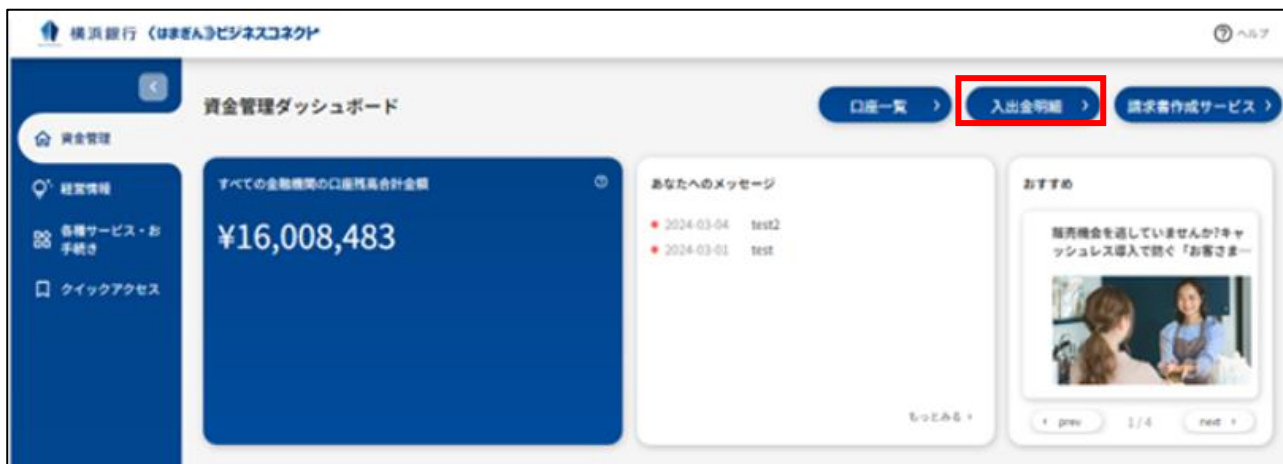 横浜銀行 〈はまぎん〉ビジネスコネクト
ヘルプ
資金管理ダッシュボード
口座一覧
入出金明細
請求書作成サービス
資金管理
経営情報
各種サービス・お
手続き
クイックアクセス
すべての金融機関の口座残高合計金額
¥16,008,483
あなたへのメッセージ
2024-03-04 test2
2024-03-01 test
もっとみる
おすすめ
販売機会を逃していませんか?キャ
ッシュレス導入で防ぐ「お客さま…
prev 1/4 next